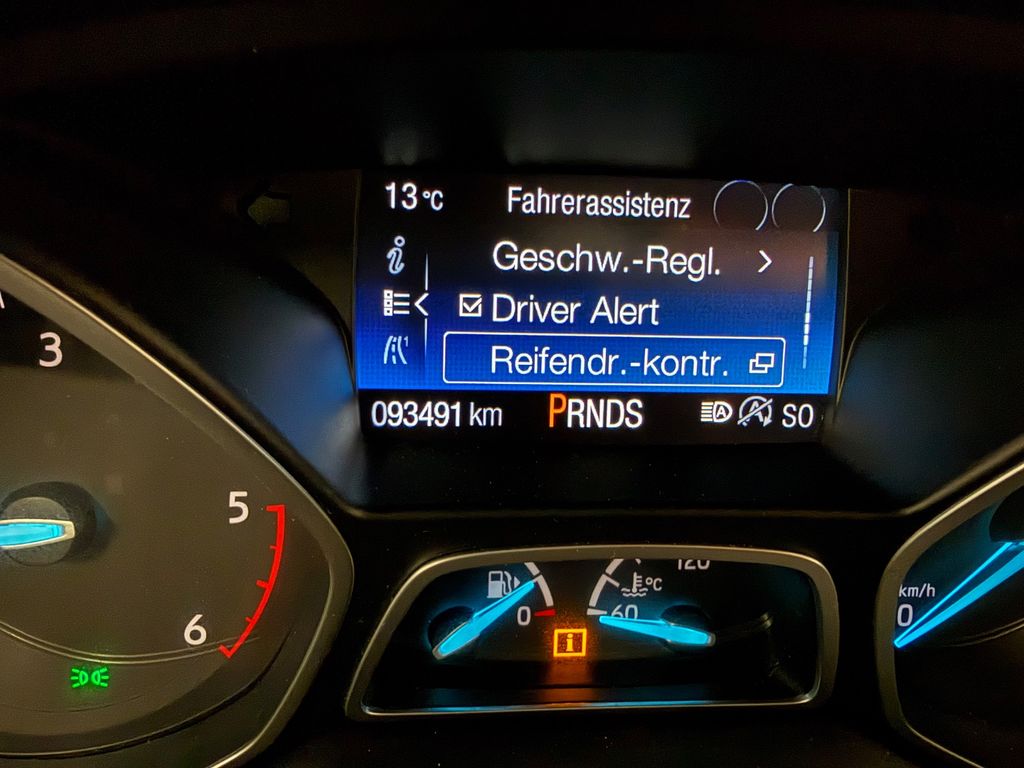 13 °C Fahrerassistenz
Geschw.-Regl.
Driver Alert
Reifendr.-kontr.
093491 km PRNDS A A SO
3
5
6
0
60
°C
120
km/h
0